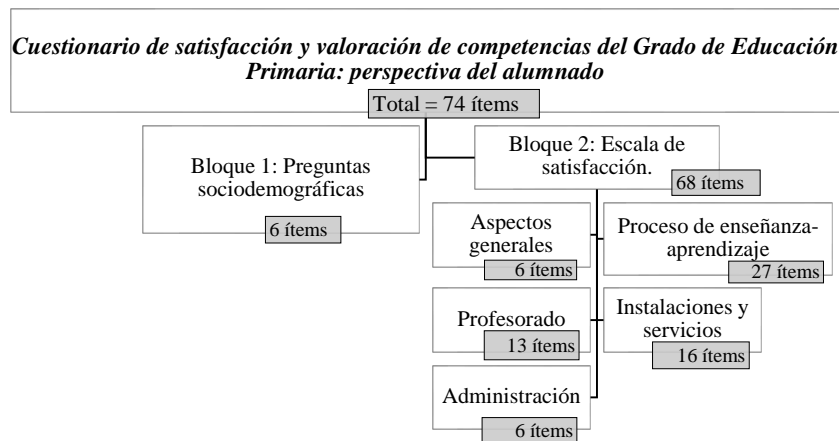 Cuestionario de satisfacción y valoración de competencias del Grado de Educación
Primaria: perspectiva del alumnado
Total = 74 ítems
Bloque 1: Preguntas
sociodemográficas
6 ítems
Bloque 2: Escala de
satisfacción.
68 ítems
Aspectos
generales
6 ítems
Proceso de enseñanza-
aprendizaje
27 ítems
Profesorado
13 ítems
Instalaciones y
servicios
16 ítems
Administración
6 ítems